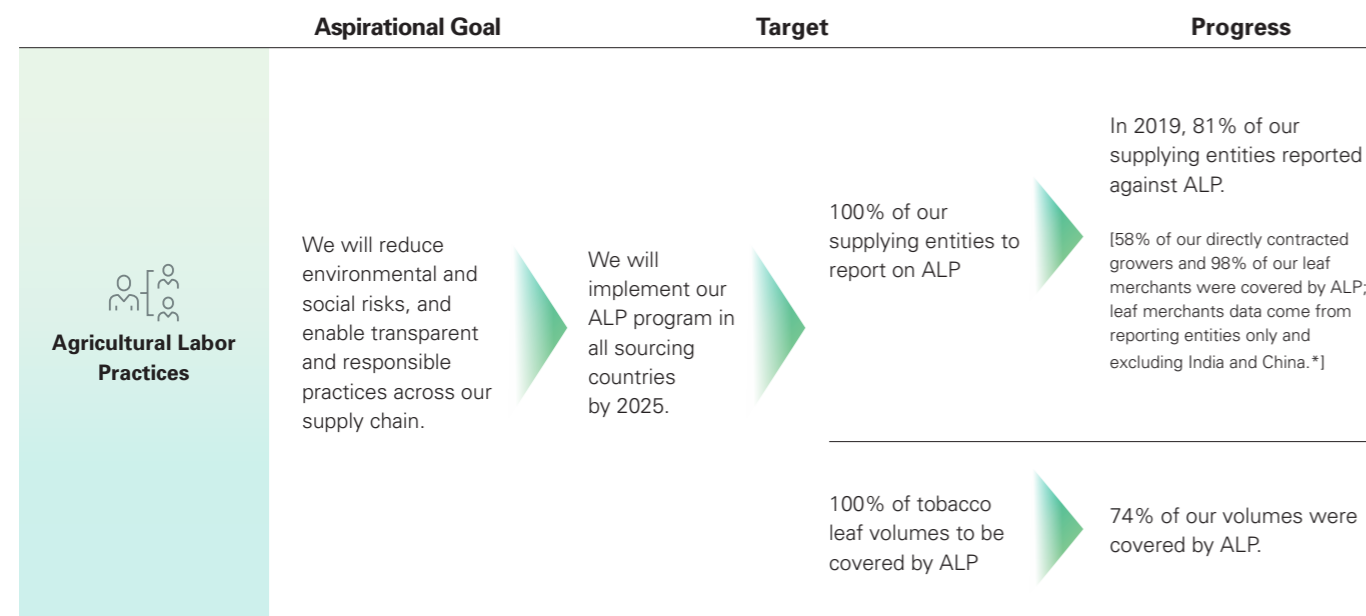 Aspirational Goal
Target
Progress
Agricultural Labor
Practices
We will reduce
environmental and
social risks, and
enable transparent
and responsible
practices across our
supply chain.
We will
implement our
ALP program in
all sourcing
countries
by 2025.
100% of our
supplying entities to
report on ALP
In 2019, 81% of our
supplying entities reported
against ALP.
[58% of our directly contracted
growers and 98% of our leaf
merchants were covered by ALP;
leaf merchants data come from
reporting entities only and
excluding India and China.*]
100% of tobacco
leaf volumes to be
covered by ALP
74% of our volumes were
covered by ALP.